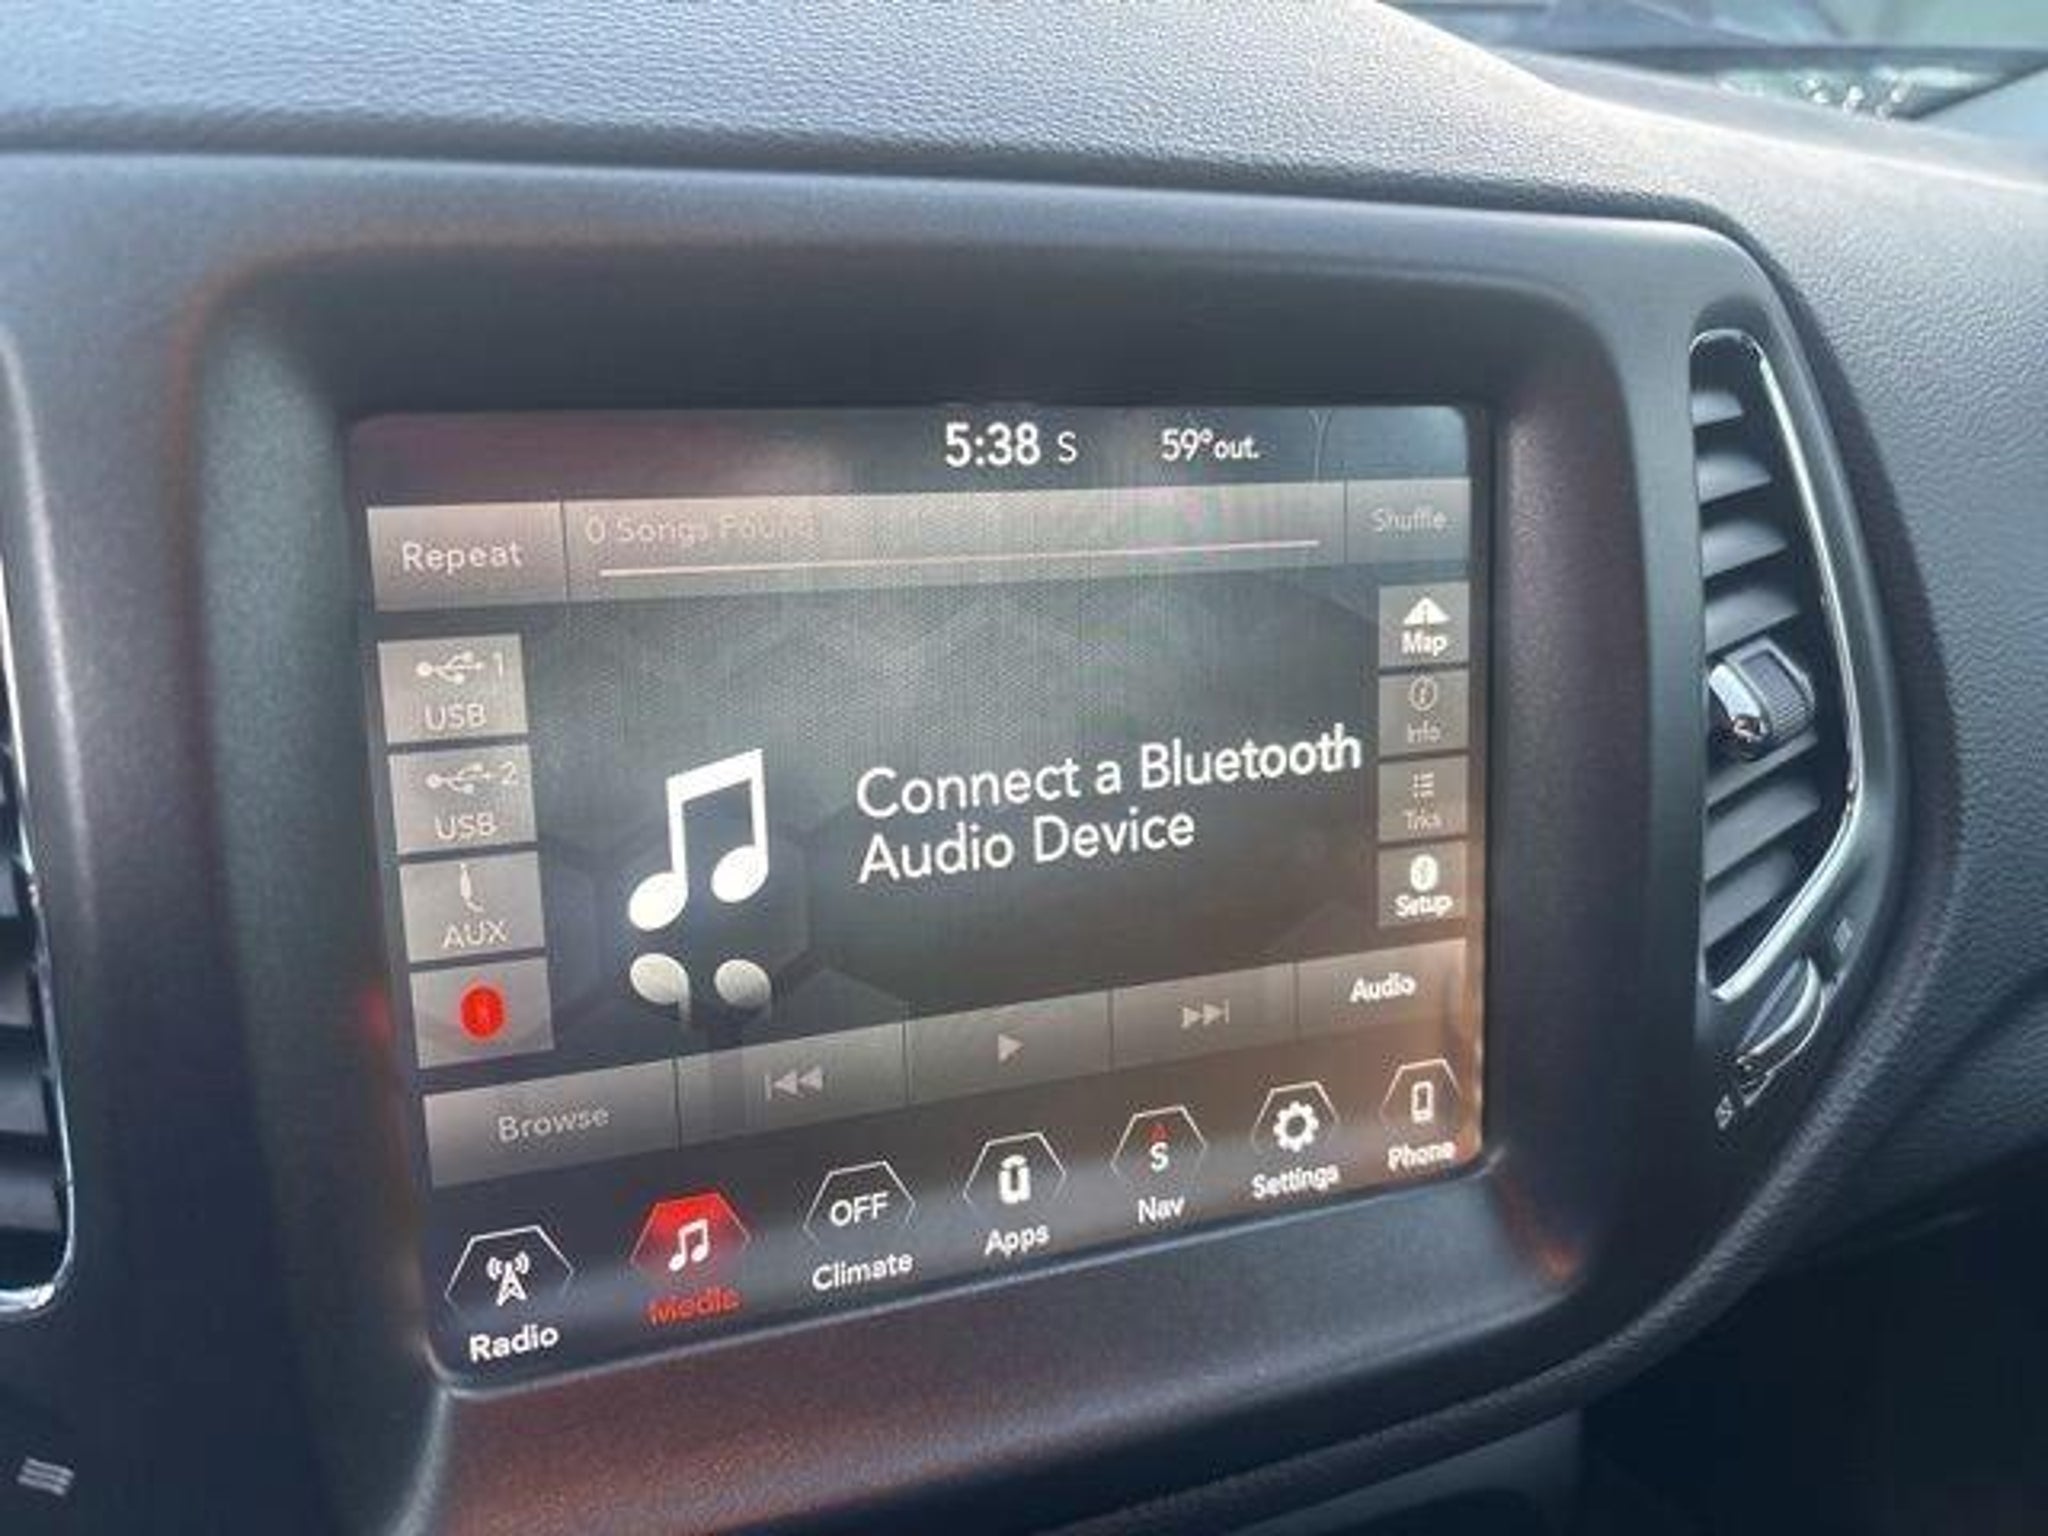 5:38 S 59° out.
Repeat
0 Songs Found
Shuffle
1
USB
2
USB
AUX
Connect a Bluetooth
Audio Device
Map
Info
Trks
Setup
Browse
Audio
Radio
Media
OFF
Climate
Apps
S
Nav
Settings
Phone